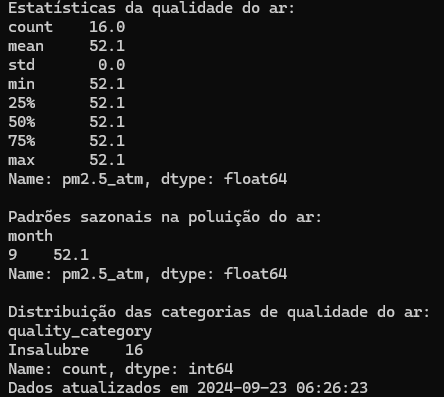 Estatísticas da qualidade do ar:
count    16.0
mean     52.1
std       0.0
min      52.1
25%      52.1
50%      52.1
75%      52.1
max      52.1
Name: pm2.5_atm, dtype: float64

Padrões sazonais na poluição do ar:
month
9    52.1
Name: pm2.5_atm, dtype: float64

Distribuição das categorias de qualidade do ar:
quality_category
Insalubre    16
Name: count, dtype: int64
Dados atualizados em 2024-09-23 06:26:23